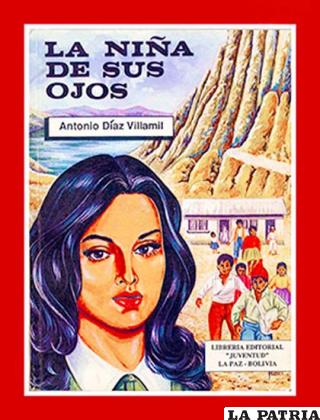 LA NIÑA
DE SUS
OJOS
Antonio Díaz Villamil
LIBRERIA EDITORIAL
"JUVENTUD"
LA PAZ - BOLIVIA
LA PATRIA